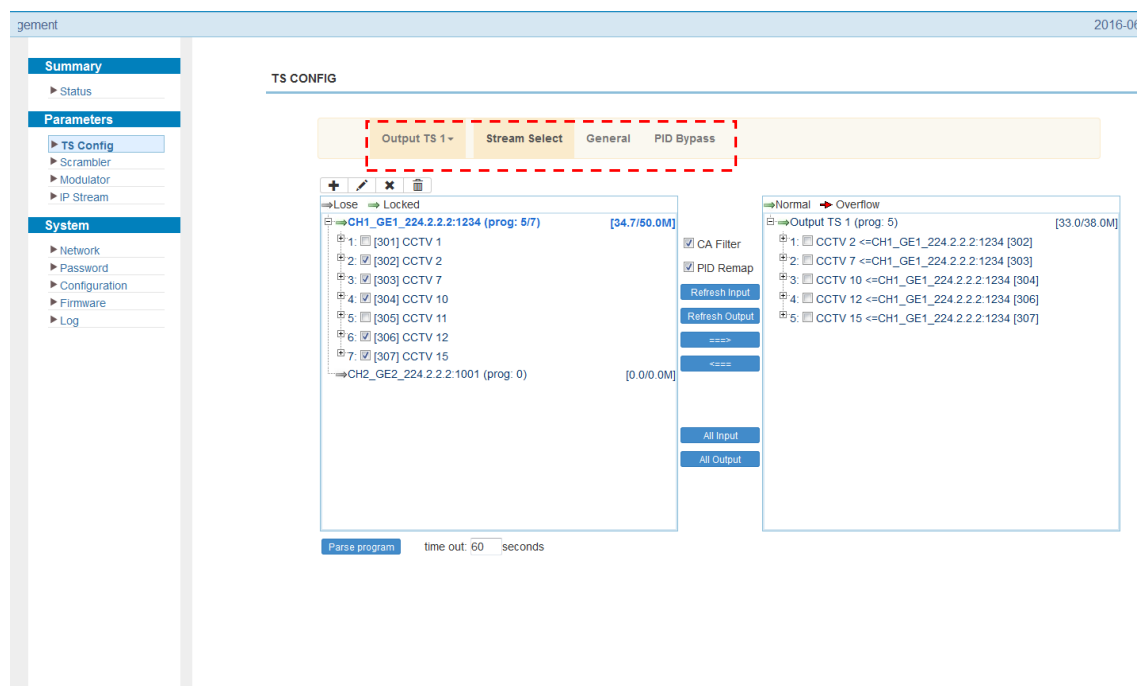 gement
2016-06
Summary
Status
Parameters
TS Config
Scrambler
Modulator
IP Stream
System
Network
Password
Configuration
Firmware
Log
TS CONFIG
Output TS 1 Stream Select General PID Bypass
Lose Locked
CH1_GE1_224.2.2.2:1234 (prog: 5/7) [34.7/50.0M]
1: [301] CCTV 1
2: [302] CCTV 2
3: [303] CCTV 7
4: [304] CCTV 10
5: [305] CCTV 11
6: [306] CCTV 12
7: [307] CCTV 15
CH2_GE2_224.2.2.2:1001 (prog: 0) [0.0/0.0M]
CA Filter
PID Remap
Refresh Input
Refresh Output
===>
<===
All Input
All Output
Normal Overflow
Output TS 1 (prog: 5) [33.0/38.0M]
1: CCTV 2 <=CH1_GE1_224.2.2.2:1234 [302]
2: CCTV 7 <=CH1_GE1_224.2.2.2:1234 [303]
3: CCTV 10 <=CH1_GE1_224.2.2.2:1234 [304]
4: CCTV 12 <=CH1_GE1_224.2.2.2:1234 [306]
5: CCTV 15 <=CH1_GE1_224.2.2.2:1234 [307]
Parse program time out: 60 seconds